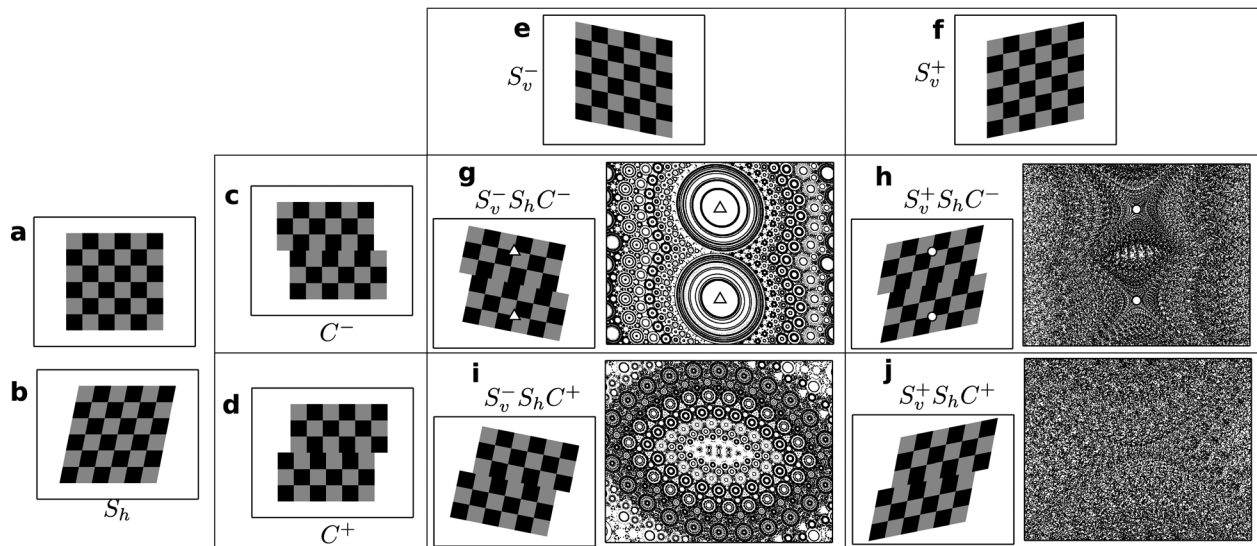 e
$S_v^-$
f
$S_v^+$
a
c
$C^-$
g
$S_v^- S_h C^-$
h
$S_v^+ S_h C^-$
b
$S_h$
d
$C^+$
i
$S_v^- S_h C^+$
j
$S_v^+ S_h C^+$